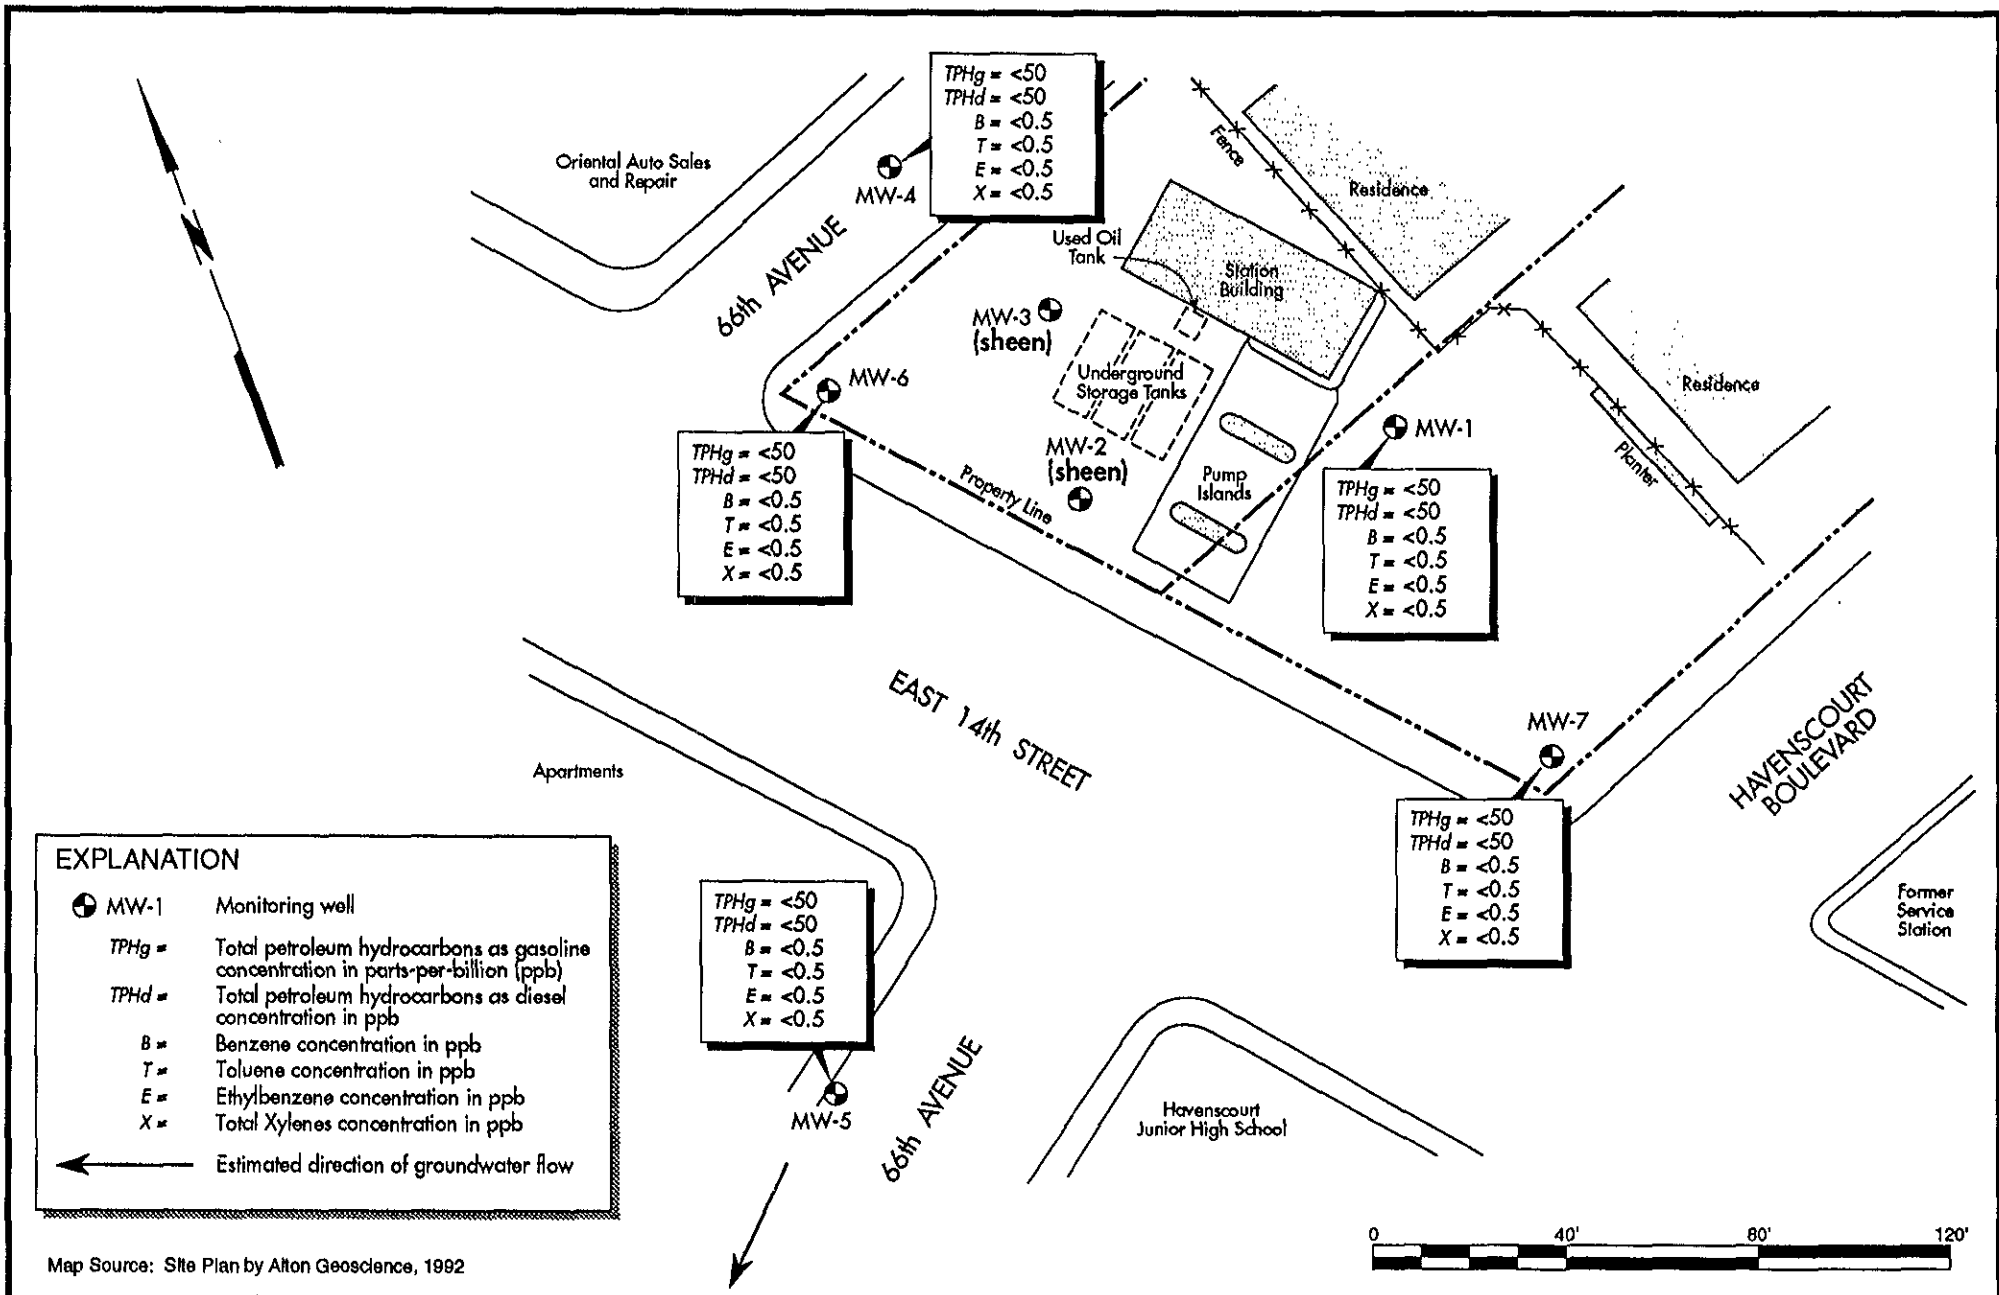 TPHg = <50
TPHd = <50
B = <0.5
T = <0.5
E = <0.5
X = <0.5
Oriental Auto Sales
and Repair
MW-4
66th AVENUE
Fence
Residence
Used Oil
Tank
Station
Building
MW-3
(sheen)
Underground
Storage Tanks
MW-6
TPHg = <50
TPHd = <50
B = <0.5
T = <0.5
E = <0.5
X = <0.5
MW-2
(sheen)
Property Line
Pump
Islands
MW-1
TPHg = <50
TPHd = <50
B = <0.5
T = <0.5
E = <0.5
X = <0.5
Residence
Planter
EAST 14th STREET
MW-7
TPHg = <50
TPHd = <50
B = <0.5
T = <0.5
E = <0.5
X = <0.5
HAVENSCOURT
BOULEVARD
Former
Service
Station
Apartments
TPHg = <50
TPHd = <50
B = <0.5
T = <0.5
E = <0.5
X = <0.5
MW-5
66th AVENUE
Havenscourt
Junior High School
EXPLANATION
MW-1 Monitoring well
TPHg = Total petroleum hydrocarbons as gasoline
concentration in parts-per-billion (ppb)
TPHd = Total petroleum hydrocarbons as diesel
concentration in ppb
B = Benzene concentration in ppb
T = Toluene concentration in ppb
E = Ethylbenzene concentration in ppb
X = Total Xylenes concentration in ppb
Estimated direction of groundwater flow
Map Source: Site Plan by Alton Geoscience, 1992
0 40' 80' 120'
N